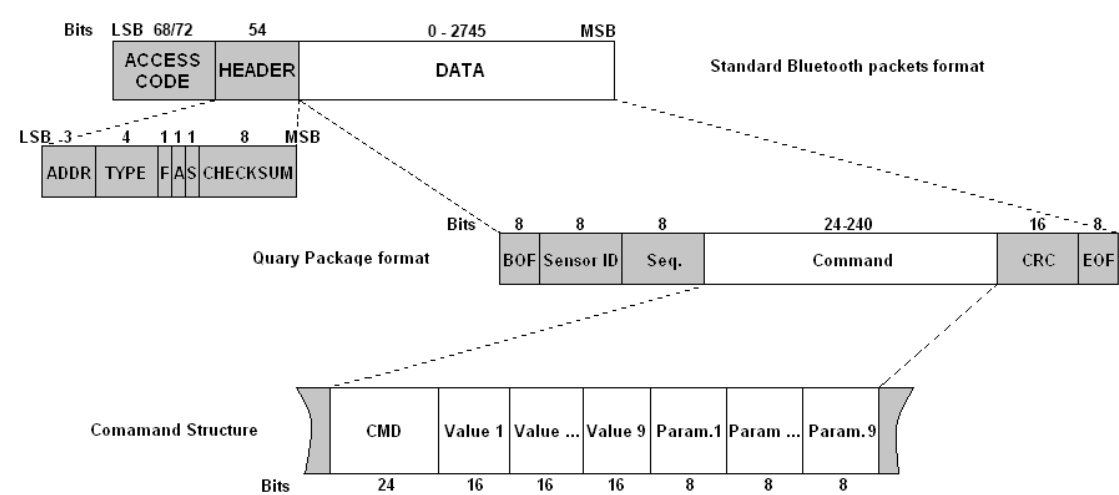 Bits LSB 68/72 54 0 - 2745 MSB
ACCESS CODE HEADER DATA
Standard Bluetooth packets format
LSB 3 4 1 1 1 8 MSB
ADDR TYPE F A S CHECKSUM
Bits 8 8 8 24-240 16 8
Quary Package format
BOF Sensor ID Seq. Command CRC EOF
Comamand Structure
CMD Value 1 Value ... Value 9 Param.1 Param ... Param.9
Bits 24 16 16 16 8 8 8